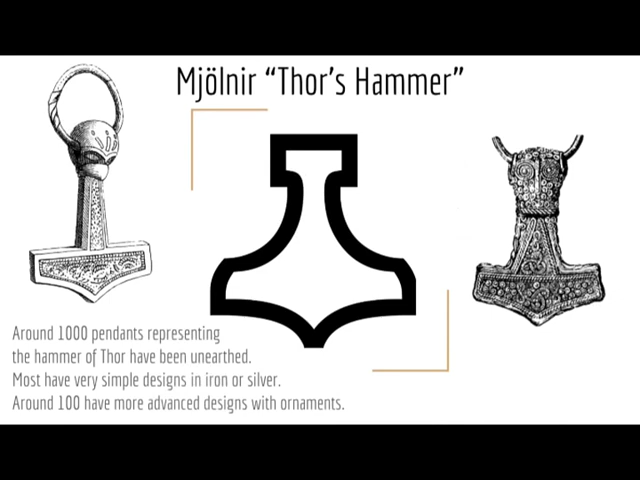 Mjölnir “Thor’s Hammer”
Around 1000 pendants representing
the hammer of Thor have been unearthed.
Most have very simple designs in iron or silver.
Around 100 have more advanced designs with ornaments.